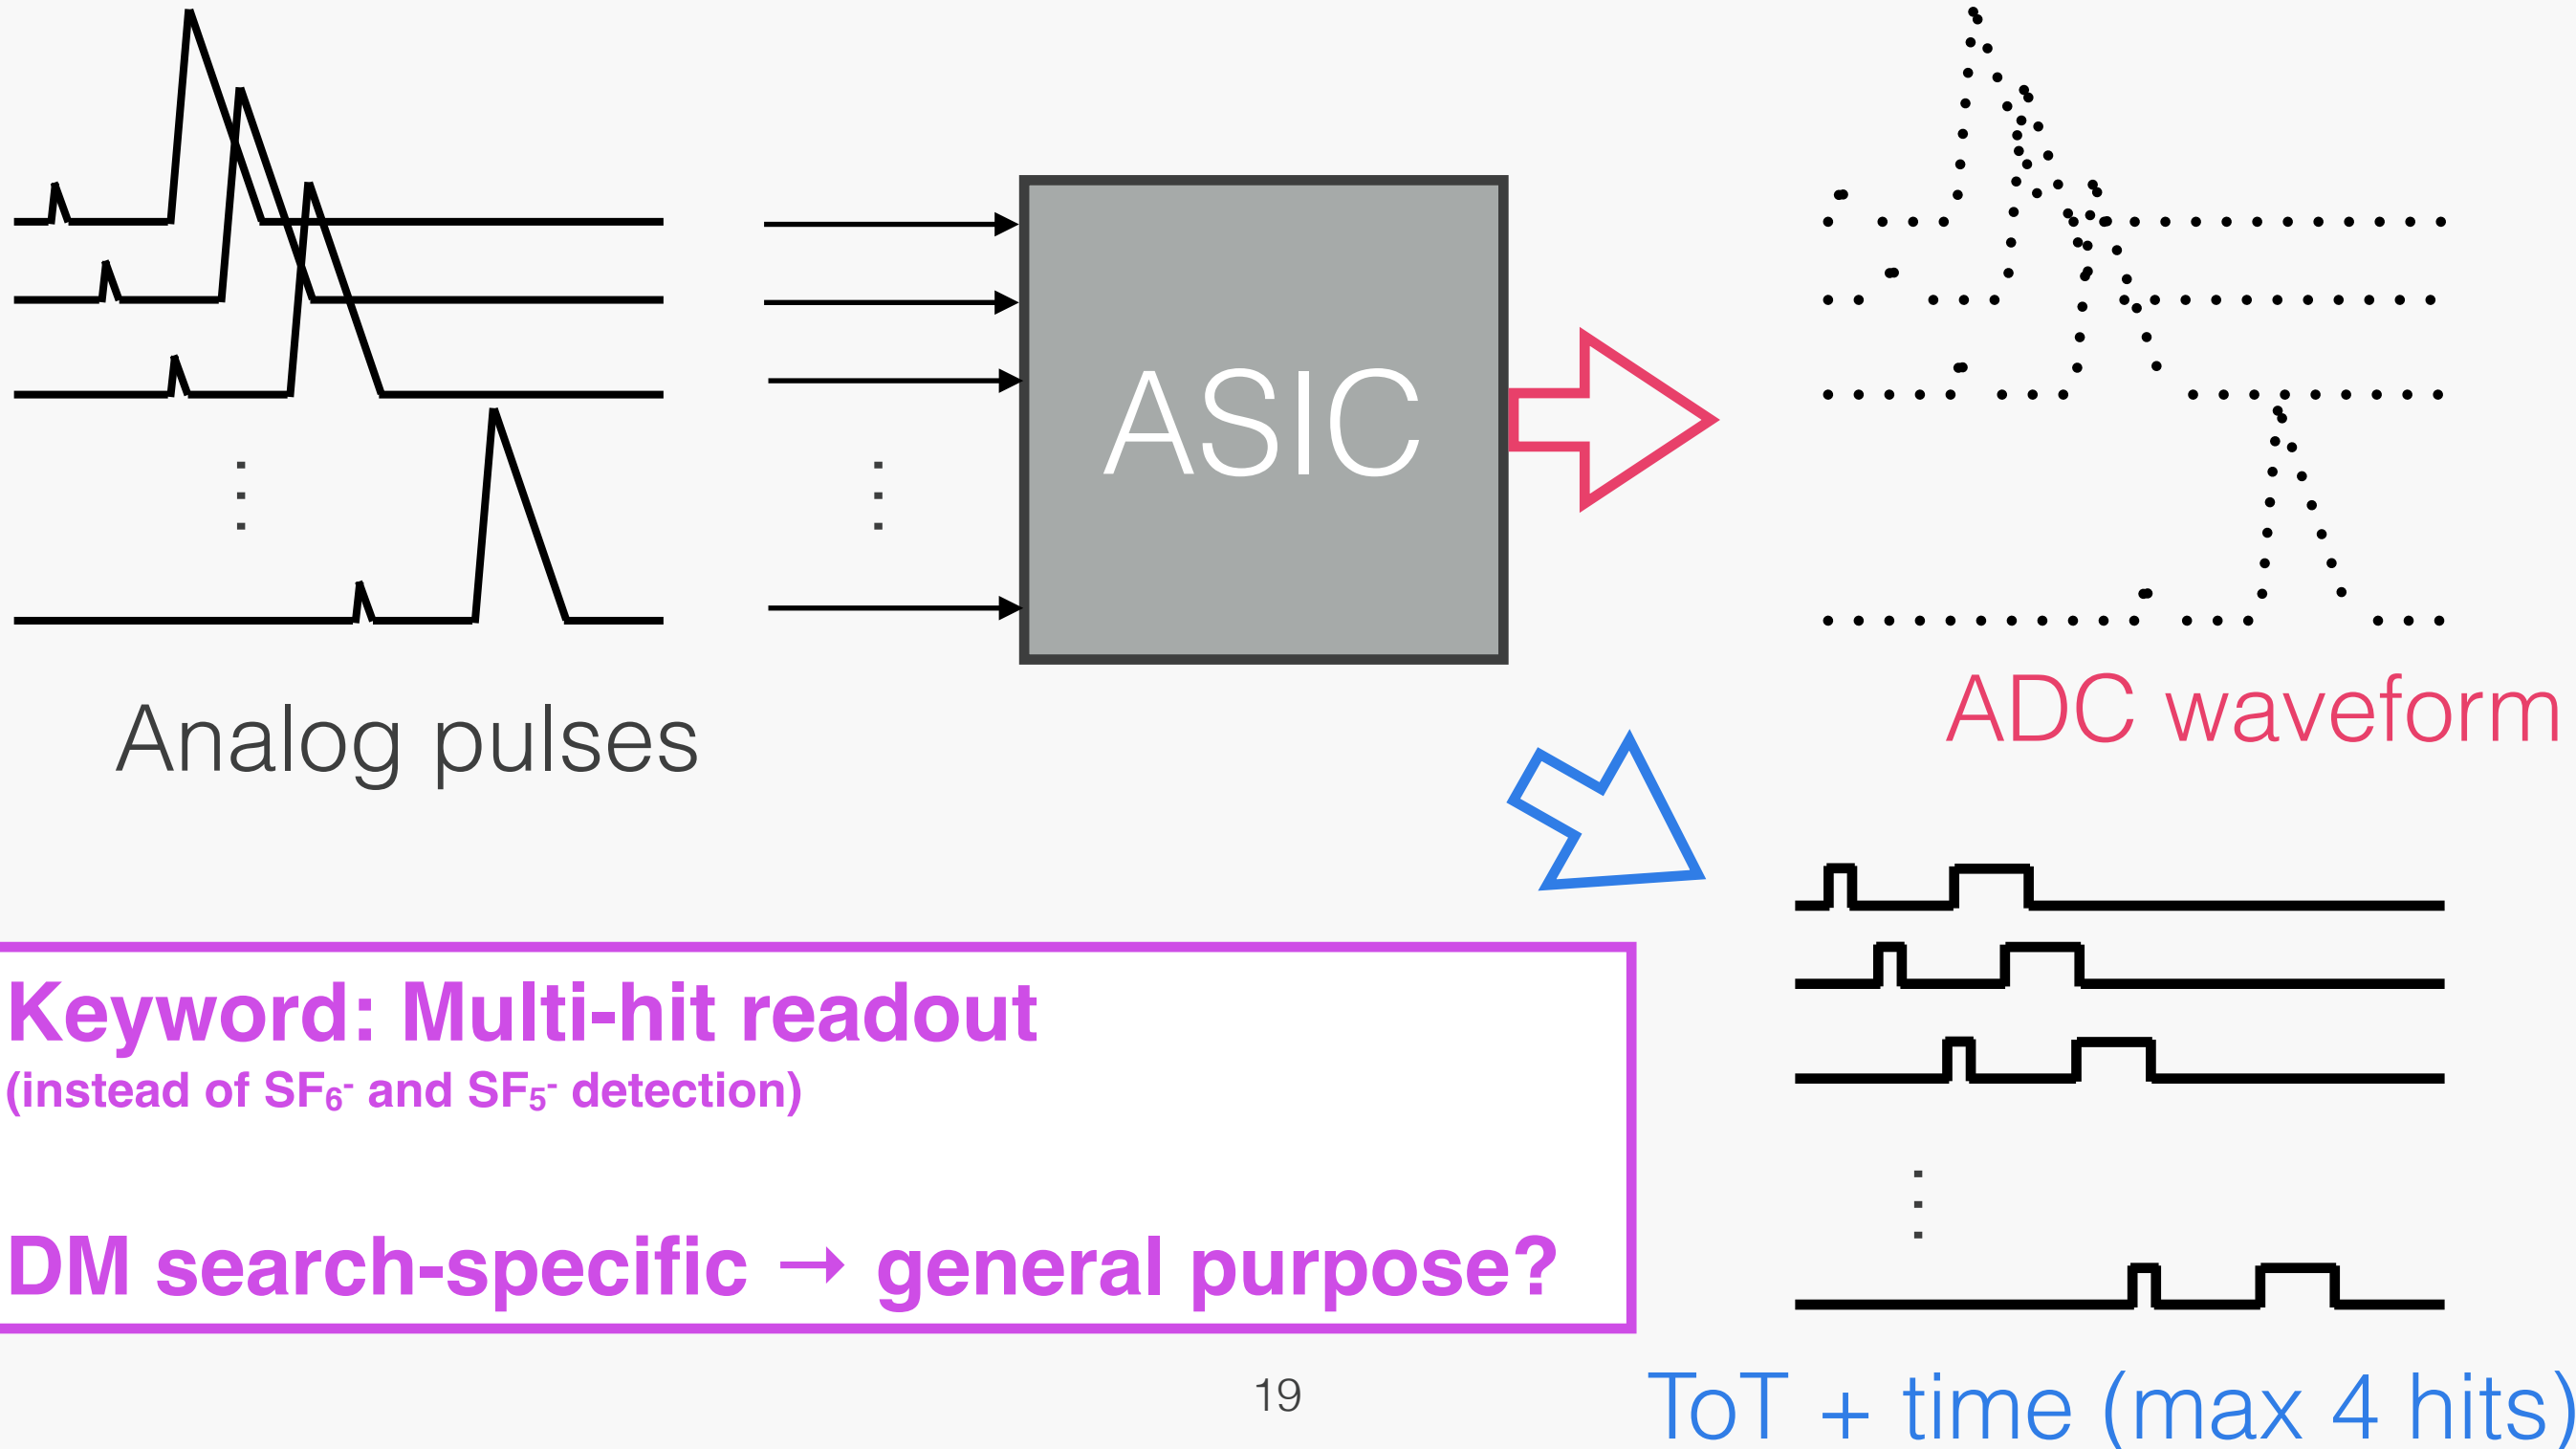 ASIC
Analog pulses
ADC waveform
Keyword: Multi-hit readout
(instead of SF₆⁻ and SF₅⁻ detection)
DM search-specific → general purpose?
19
ToT + time (max 4 hits)